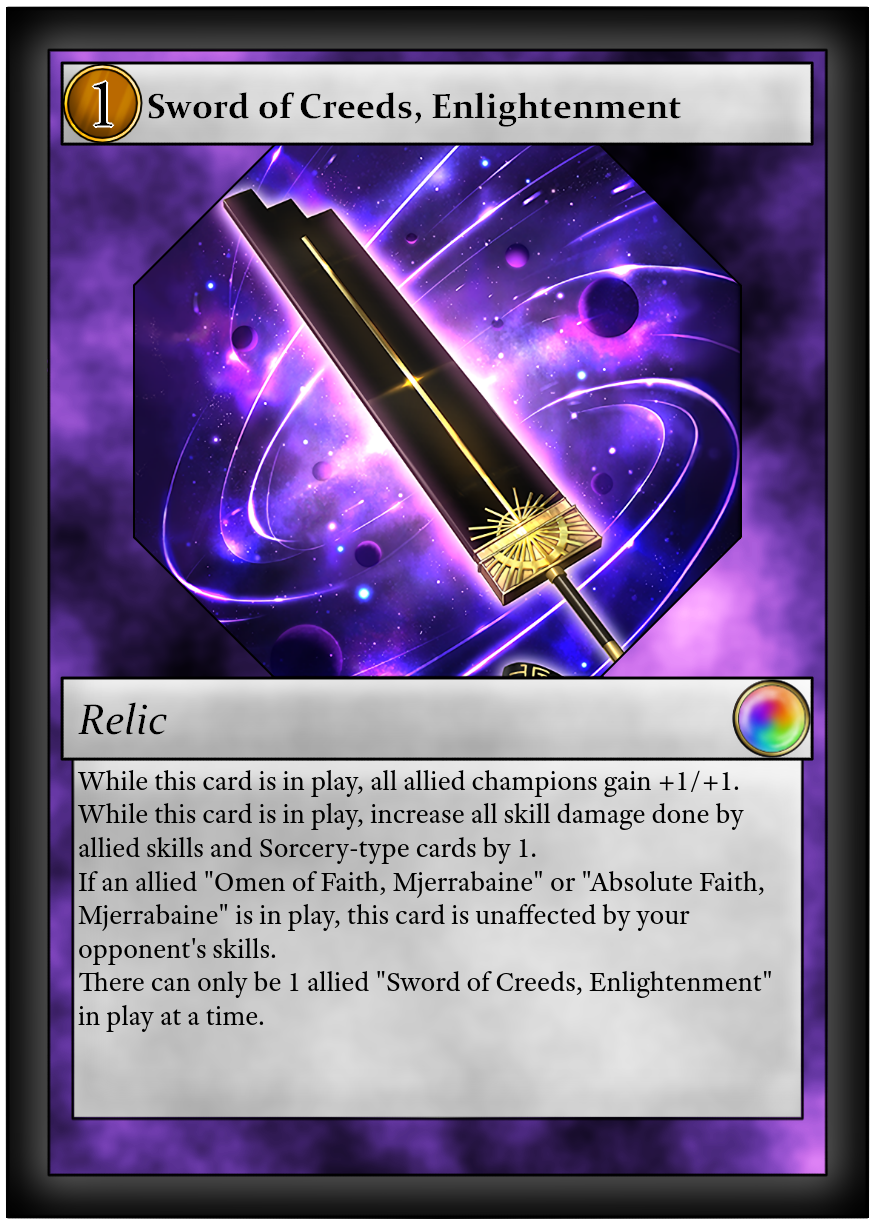 1
Sword of Creeds, Enlightenment
Relic
While this card is in play, all allied champions gain +1/+1.
While this card is in play, increase all skill damage done by
allied skills and Sorcery-type cards by 1.
If an allied "Omen of Faith, Mjerrabaine" or "Absolute Faith,
Mjerrabaine" is in play, this card is unaffected by your
opponent's skills.
There can only be 1 allied "Sword of Creeds, Enlightenment"
in play at a time.